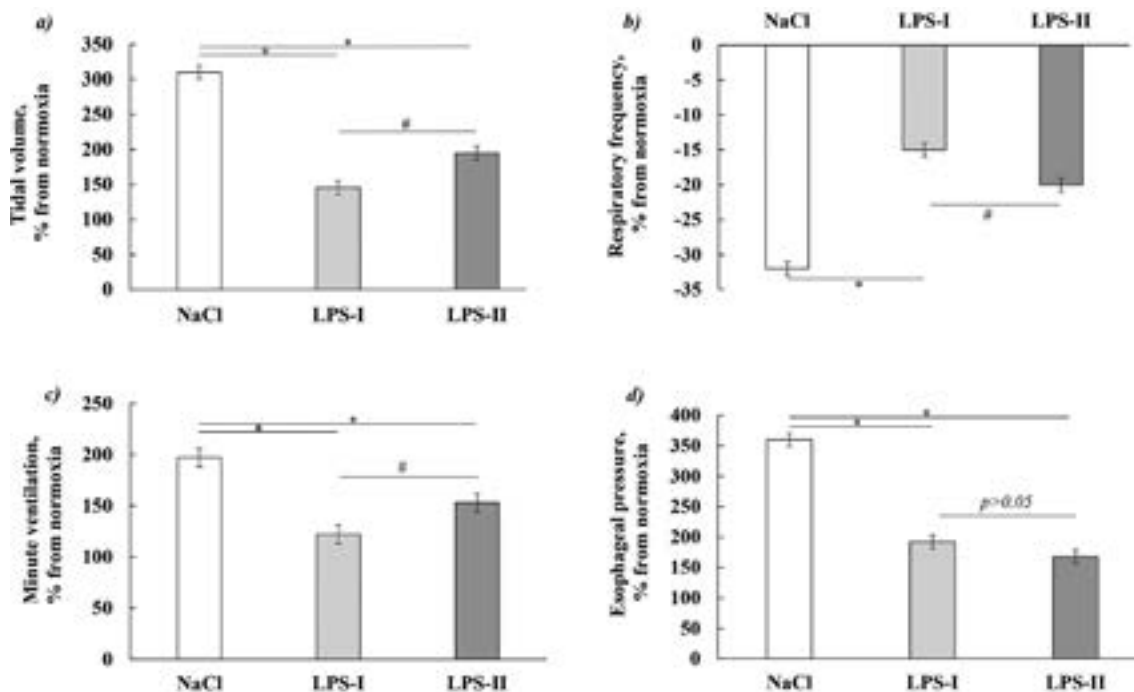 a)
Tidal volume,
% from normoxia
350
300
250
200
150
100
50
0
*
*
#
NaCl LPS-I LPS-II
b)
NaCl LPS-I LPS-II
Respiratory frequency,
% from normoxia
0
-5
-10
-15
-20
-25
-30
-35
#
*
c)
Minute ventilation,
% from normoxia
250
200
150
100
50
0
*
*
#
NaCl LPS-I LPS-II
d)
Esophageal pressure,
% from normoxia
400
350
300
250
200
150
100
50
0
*
*
p>0.05
NaCl LPS-I LPS-II